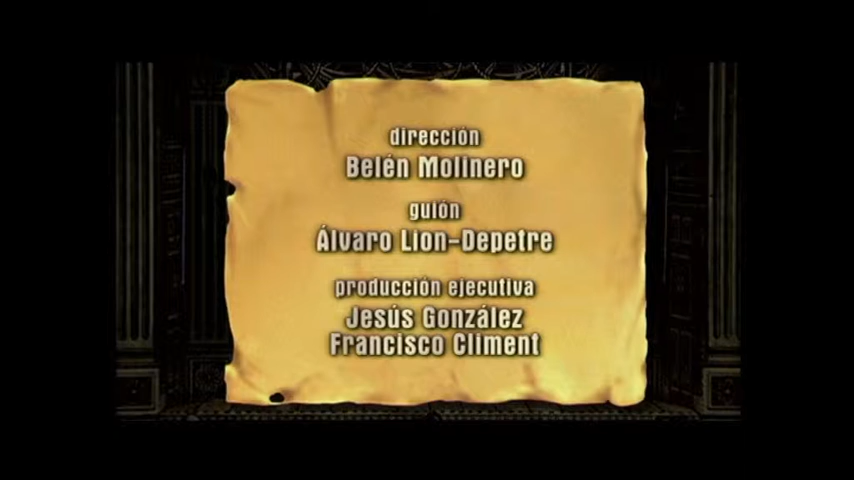 dirección
Belén Molinero
guión
Álvaro Lion-Depetre
producción ejecutiva
Jesús González
Francisco Climent